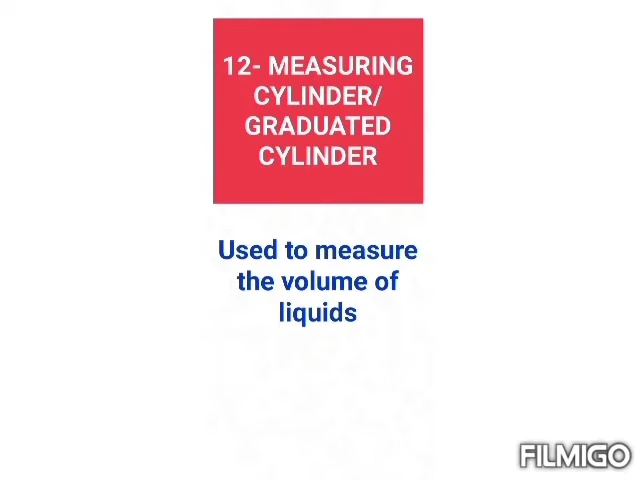 12- MEASURING
CYLINDER/
GRADUATED
CYLINDER
Used to measure
the volume of
liquids
FILMIGO